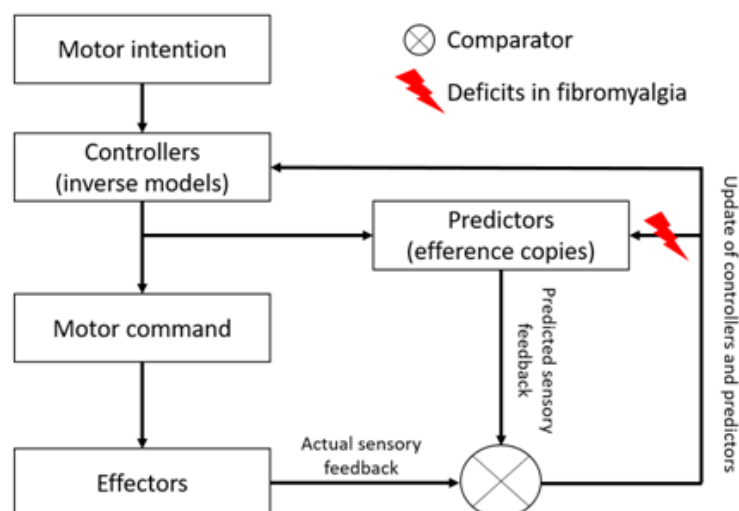 Motor intention
Comparator
Deficits in fibromyalgia
Controllers
(inverse models)
Predictors
(efference copies)
Motor command
Predicted sensory
feedback
Update of controllers and predictors
Actual sensory
feedback
Effectors